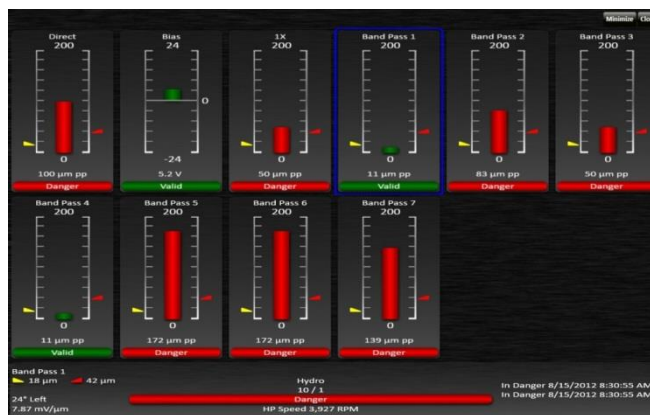 Minimize
Direct
200
0
100 µm pp
Danger
Bias
24
0
-24
5.2 V
Valid
1X
200
0
50 µm pp
Danger
Band Pass 1
200
0
11 µm pp
Valid
Band Pass 2
200
0
83 µm pp
Danger
Band Pass 3
200
0
50 µm pp
Danger
Band Pass 4
200
0
11 µm pp
Valid
Band Pass 5
200
0
172 µm pp
Danger
Band Pass 6
200
0
172 µm pp
Danger
Band Pass 7
200
0
139 µm pp
Danger
Band Pass 1
18 µm 42 µm
24° Left
7.87 mV/µm
Hydro
10 / 1
Danger
HP Speed 3,927 RPM
In Danger 8/15/2012 8:30:55 AM
In Danger 8/15/2012 8:30:55 AM